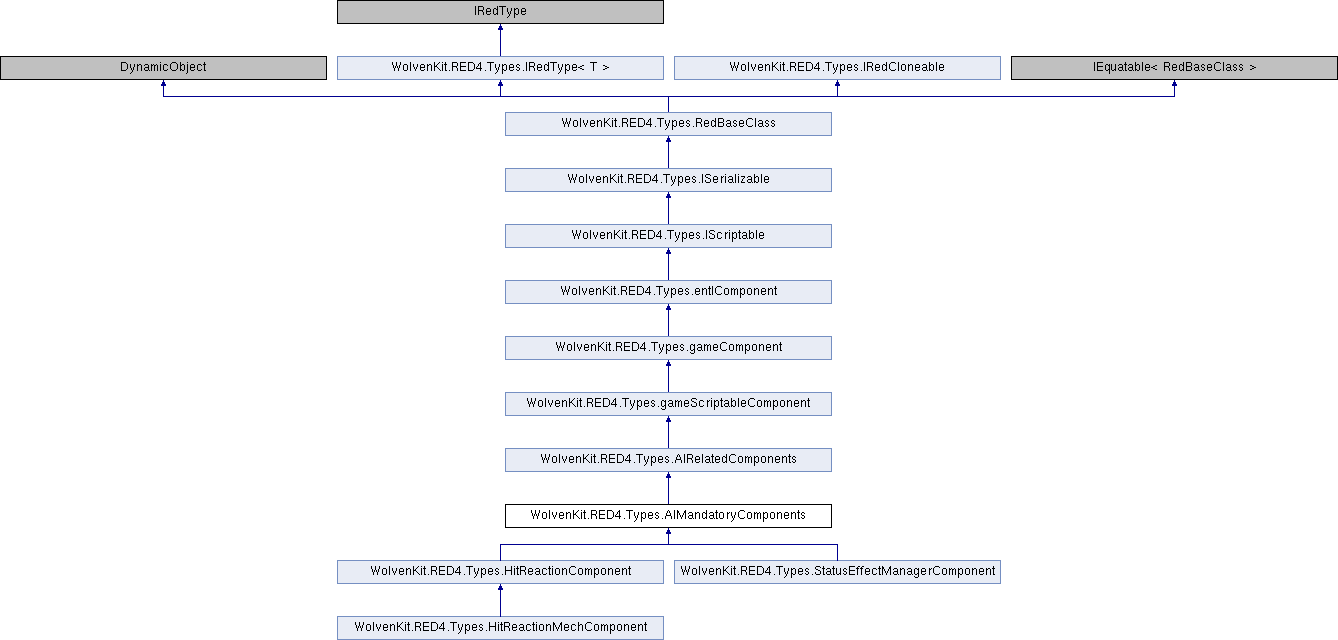 IRedType
DynamicObject
WolvenKit.RED4.Types.IRedType< T >
WolvenKit.RED4.Types.IRedCloneable
IEquatable< RedBaseClass >
WolvenKit.RED4.Types.RedBaseClass
WolvenKit.RED4.Types.ISerializable
WolvenKit.RED4.Types.IScriptable
WolvenKit.RED4.Types.entIComponent
WolvenKit.RED4.Types.gameComponent
WolvenKit.RED4.Types.gameScriptableComponent
WolvenKit.RED4.Types.AIRelatedComponents
WolvenKit.RED4.Types.AIMandatoryComponents
WolvenKit.RED4.Types.HitReactionComponent
WolvenKit.RED4.Types.StatusEffectManagerComponent
WolvenKit.RED4.Types.HitReactionMechComponent